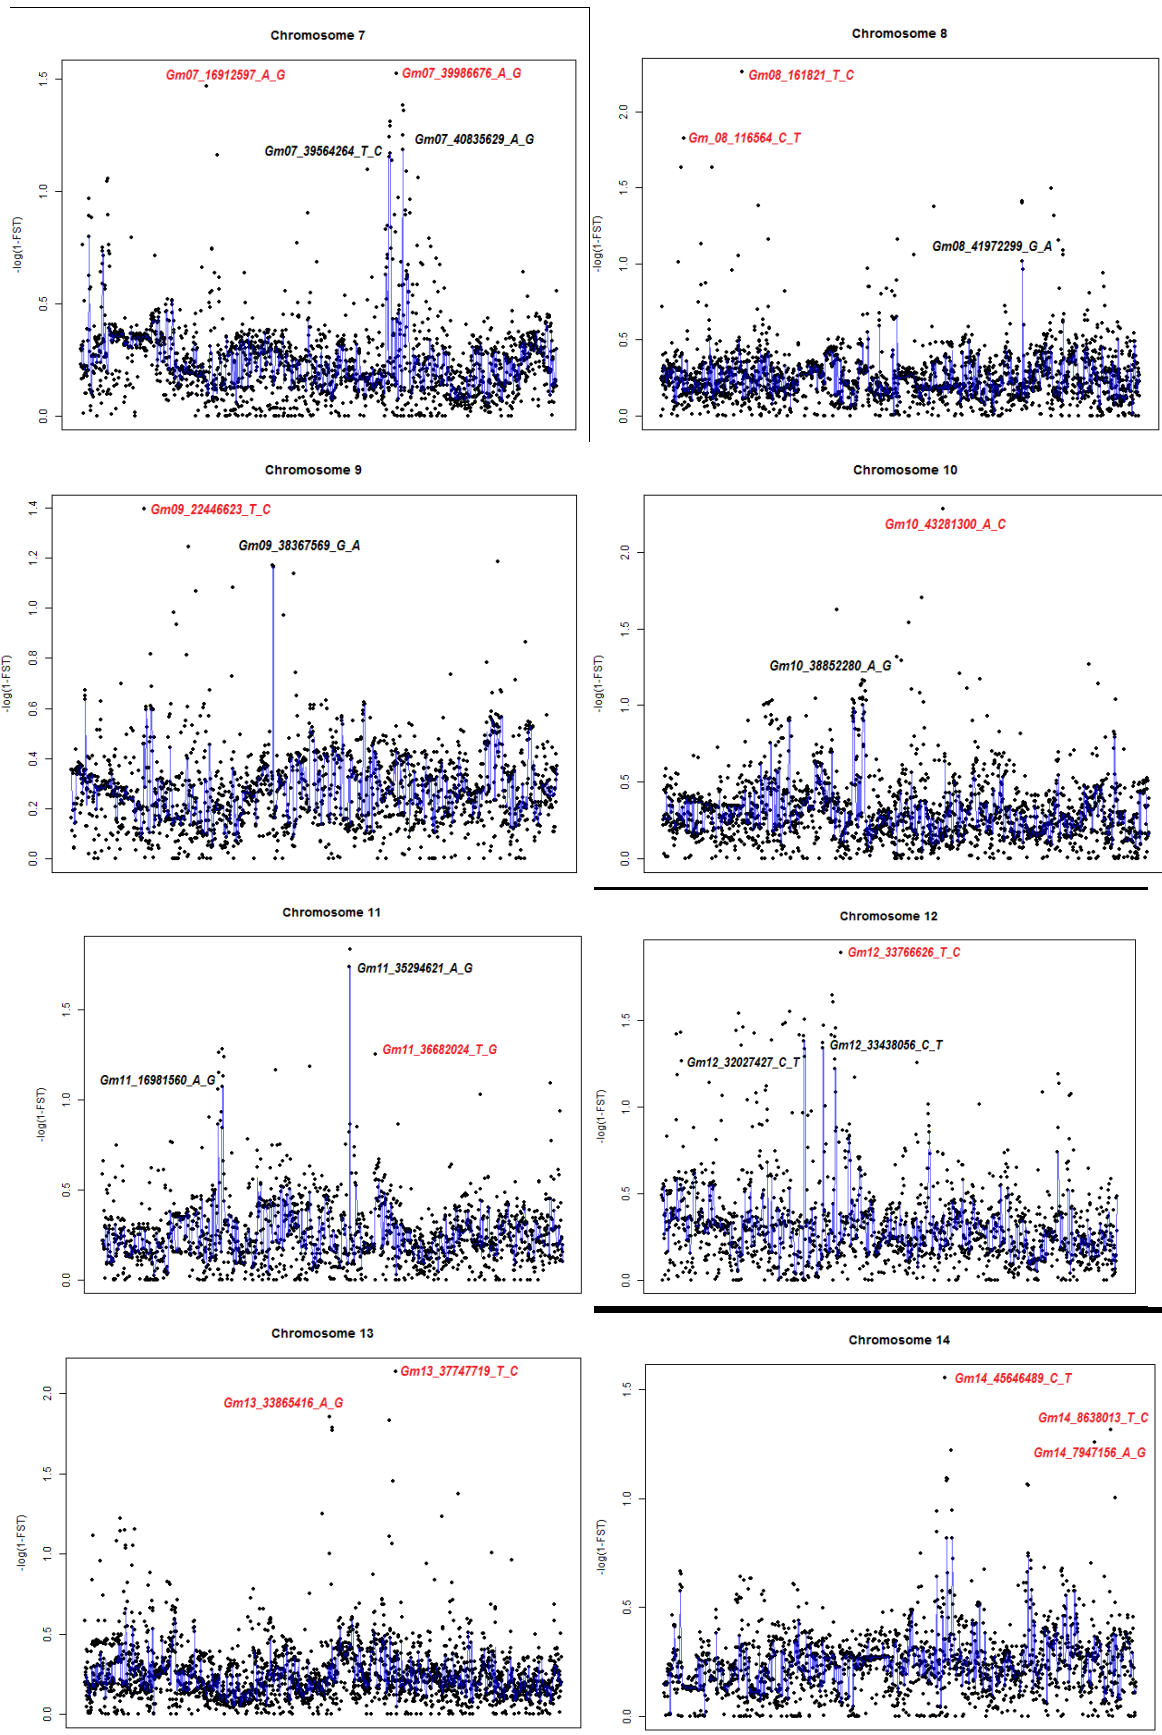 Chromosome 7
Gm07_16912597_A_G
Gm07_39986676_A_G
Gm07_39564264_T_C
Gm07_40835629_A_G
-log(1-FST)
1.5
1.0
0.5
0.0
Chromosome 8
Gm08_161821_T_C
Gm_08_116564_C_T
Gm08_41972299_G_A
-log(1-FST)
2.0
1.5
1.0
0.5
0.0
Chromosome 9
Gm09_22446623_T_C
Gm09_38367569_G_A
-log(1-FST)
1.4
1.2
1.0
0.8
0.6
0.4
0.2
0.0
Chromosome 10
Gm10_43281300_A_C
Gm10_38852280_A_G
-log(1-FST)
2.0
1.5
1.0
0.5
0.0
Chromosome 11
Gm11_35294621_A_G
Gm11_36682024_T_G
Gm11_16981560_A_G
-log(1-FST)
1.5
1.0
0.5
0.0
Chromosome 12
Gm12_33766626_T_C
Gm12_33438056_C_T
Gm12_32027427_C_T
-log(1-FST)
1.5
1.0
0.5
0.0
Chromosome 13
Gm13_37747719_T_C
Gm13_33865416_A_G
-log(1-FST)
2.0
1.5
1.0
0.5
0.0
Chromosome 14
Gm14_45646489_C_T
Gm14_8638013_T_C
Gm14_7947156_A_G
-log(1-FST)
1.5
1.0
0.5
0.0